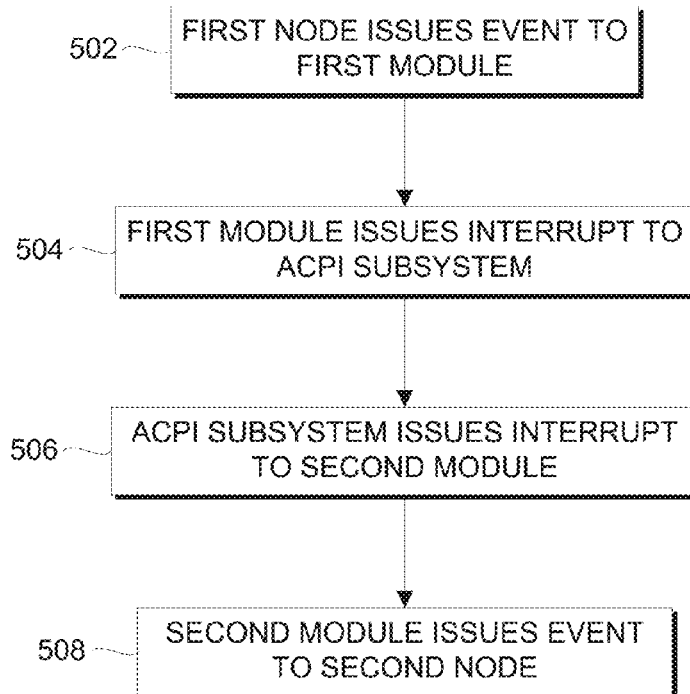 502
FIRST NODE ISSUES EVENT TO
FIRST MODULE
504
FIRST MODULE ISSUES INTERRUPT TO
ACPI SUBSYSTEM
506
ACPI SUBSYSTEM ISSUES INTERRUPT
TO SECOND MODULE
508
SECOND MODULE ISSUES EVENT
TO SECOND NODE